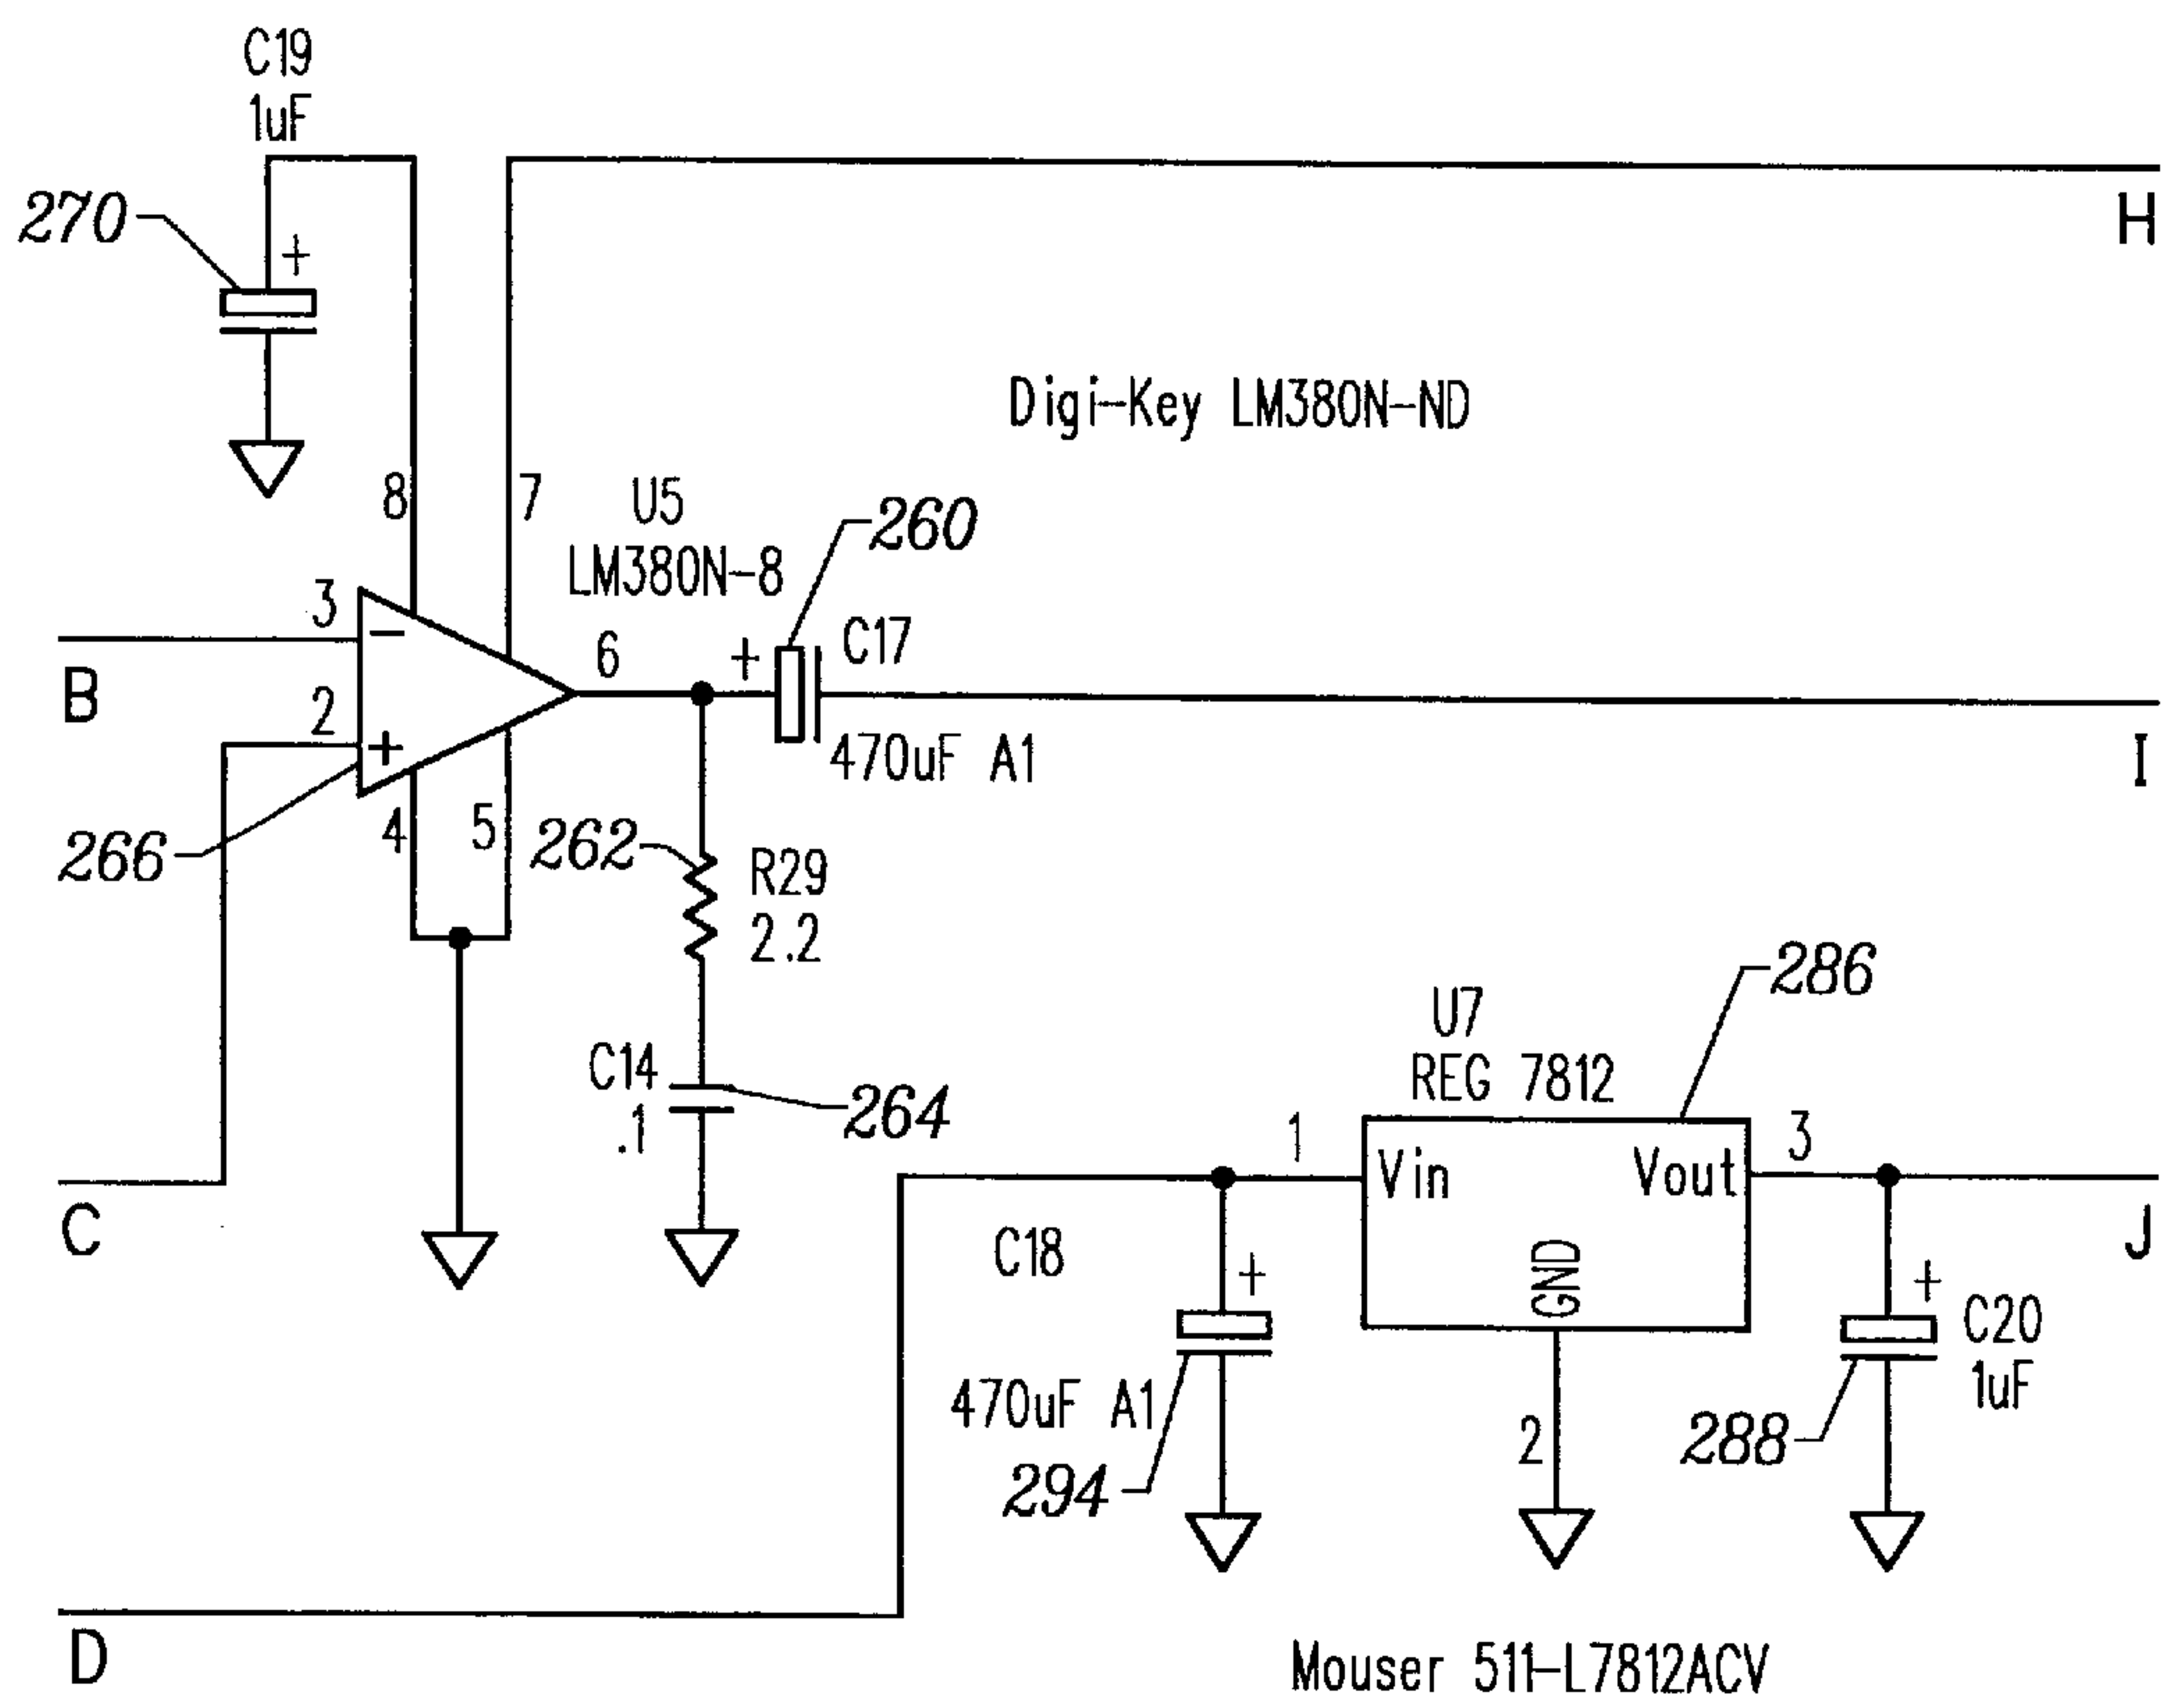 C19
1uF
270
+
H
Digi-Key LM380N-ND
8
7
U5
LM380N-8
260
3
−
B
6
+
C17
2
+
470uF A1
I
266
4
5
262
R29
2.2
286
U7
REG 7812
C14
.1
264
1
Vin
Vout
3
C
J
C18
+
GND
+
C20
1uF
470uF A1
2
288
294
D
Mouser 511-L7812ACV